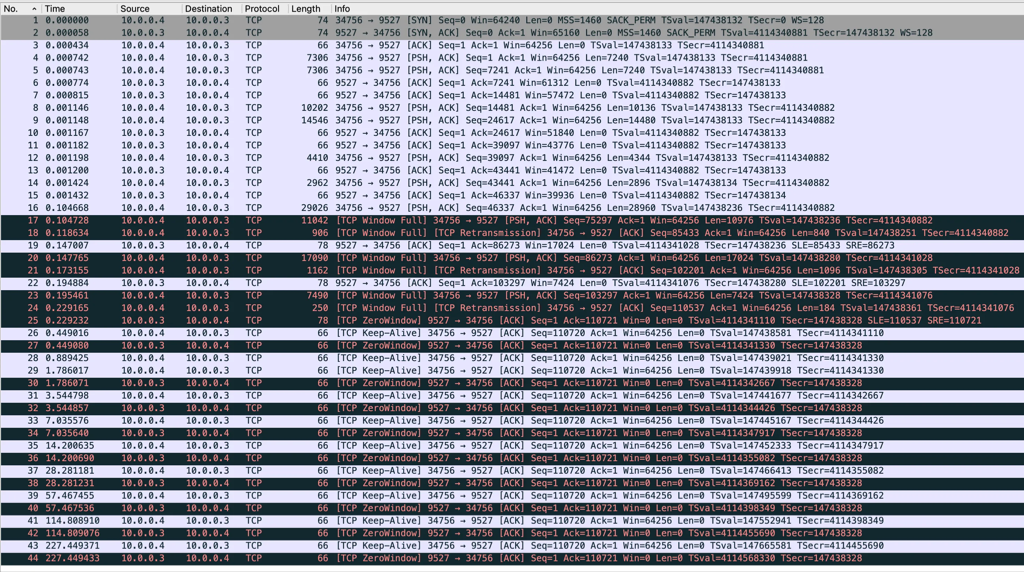 No. Time Source Destination Protocol Length Info
1 0.000000 10.0.0.4 10.0.0.3 TCP 74 34756 → 9527 [SYN] Seq=0 Win=64240 Len=0 MSS=1460 SACK_PERM TSval=147438132 TSecr=0 WS=128
2 0.000058 10.0.0.3 10.0.0.4 TCP 74 9527 → 34756 [SYN, ACK] Seq=0 Ack=1 Win=65160 Len=0 MSS=1460 SACK_PERM TSval=4114340881 TSecr=147438132 WS=128
3 0.000434 10.0.0.4 10.0.0.3 TCP 66 34756 → 9527 [ACK] Seq=1 Ack=1 Win=64256 Len=0 TSval=147438133 TSecr=4114340881
4 0.000742 10.0.0.4 10.0.0.3 TCP 7306 34756 → 9527 [PSH, ACK] Seq=1 Ack=1 Win=64256 Len=7240 TSval=147438133 TSecr=4114340881
5 0.000743 10.0.0.4 10.0.0.3 TCP 7306 34756 → 9527 [PSH, ACK] Seq=7241 Ack=1 Win=64256 Len=7240 TSval=147438133 TSecr=4114340881
6 0.000774 10.0.0.3 10.0.0.4 TCP 66 9527 → 34756 [ACK] Seq=1 Ack=7241 Win=61312 Len=0 TSval=4114340882 TSecr=147438133
7 0.000815 10.0.0.3 10.0.0.4 TCP 66 9527 → 34756 [ACK] Seq=1 Ack=14481 Win=57472 Len=0 TSval=4114340882 TSecr=147438133
8 0.001146 10.0.0.4 10.0.0.3 TCP 10202 34756 → 9527 [PSH, ACK] Seq=14481 Ack=1 Win=64256 Len=10136 TSval=147438133 TSecr=4114340882
9 0.001148 10.0.0.4 10.0.0.3 TCP 14546 34756 → 9527 [PSH, ACK] Seq=24617 Ack=1 Win=64256 Len=14480 TSval=147438133 TSecr=4114340882
10 0.001167 10.0.0.3 10.0.0.4 TCP 66 9527 → 34756 [ACK] Seq=1 Ack=24617 Win=51840 Len=0 TSval=4114340882 TSecr=147438133
11 0.001182 10.0.0.3 10.0.0.4 TCP 66 9527 → 34756 [ACK] Seq=1 Ack=39097 Win=43776 Len=0 TSval=4114340882 TSecr=147438133
12 0.001198 10.0.0.4 10.0.0.3 TCP 4410 34756 → 9527 [PSH, ACK] Seq=39097 Ack=1 Win=64256 Len=4344 TSval=147438133 TSecr=4114340882
13 0.001200 10.0.0.3 10.0.0.4 TCP 66 9527 → 34756 [ACK] Seq=1 Ack=43441 Win=41472 Len=0 TSval=4114340882 TSecr=147438133
14 0.001424 10.0.0.4 10.0.0.3 TCP 2962 34756 → 9527 [PSH, ACK] Seq=43441 Ack=1 Win=64256 Len=2896 TSval=147438134 TSecr=4114340882
15 0.001432 10.0.0.3 10.0.0.4 TCP 66 9527 → 34756 [ACK] Seq=1 Ack=46337 Win=39936 Len=0 TSval=4114340882 TSecr=147438134
16 0.104668 10.0.0.4 10.0.0.3 TCP 29026 34756 → 9527 [PSH, ACK] Seq=46337 Ack=1 Win=64256 Len=28960 TSval=147438236 TSecr=4114340882
17 0.104728 10.0.0.4 10.0.0.3 TCP 11042 [TCP Window Full] 34756 → 9527 [PSH, ACK] Seq=75297 Ack=1 Win=64256 Len=10976 TSval=147438236 TSecr=4114340882
18 0.118634 10.0.0.4 10.0.0.3 TCP 906 [TCP Window Full] [TCP Retransmission] 34756 → 9527 [PSH, ACK] Seq=85433 Ack=1 Win=64256 Len=840 TSval=147438251 TSecr=4114340882
19 0.147007 10.0.0.3 10.0.0.4 TCP 78 9527 → 34756 [ACK] Seq=1 Ack=86273 Win=17024 Len=0 TSval=4114341028 TSecr=147438236 SLE=85433 SRE=86273
20 0.147765 10.0.0.4 10.0.0.3 TCP 17090 [TCP Window Full] 34756 → 9527 [PSH, ACK] Seq=86273 Ack=1 Win=64256 Len=17024 TSval=147438280 TSecr=4114341028
21 0.173155 10.0.0.4 10.0.0.3 TCP 1162 [TCP Window Full] [TCP Retransmission] 34756 → 9527 [ACK] Seq=102201 Ack=1 Win=64256 Len=1096 TSval=147438305 TSecr=4114341028
22 0.194884 10.0.0.3 10.0.0.4 TCP 78 9527 → 34756 [ACK] Seq=1 Ack=103297 Win=7424 Len=0 TSval=4114341076 TSecr=147438280 SLE=102201 SRE=103297
23 0.195461 10.0.0.4 10.0.0.3 TCP 7490 [TCP Window Full] 34756 → 9527 [PSH, ACK] Seq=103297 Ack=1 Win=64256 Len=7424 TSval=147438328 TSecr=4114341076
24 0.229165 10.0.0.4 10.0.0.3 TCP 250 [TCP Window Full] [TCP Retransmission] 34756 → 9527 [ACK] Seq=110537 Ack=1 Win=64256 Len=184 TSval=147438361 TSecr=4114341076
25 0.229232 10.0.0.3 10.0.0.4 TCP 78 [TCP ZeroWindow] 9527 → 34756 [ACK] Seq=1 Ack=110721 Win=0 Len=0 TSval=4114341110 TSecr=147438328 SLE=110537 SRE=110721
26 0.449016 10.0.0.4 10.0.0.3 TCP 66 [TCP Keep-Alive] 34756 → 9527 [ACK] Seq=110720 Ack=1 Win=64256 Len=0 TSval=147438581 TSecr=4114341110
27 0.449080 10.0.0.3 10.0.0.4 TCP 66 [TCP ZeroWindow] 9527 → 34756 [ACK] Seq=1 Ack=110721 Win=0 Len=0 TSval=4114341330 TSecr=147438328
28 0.889425 10.0.0.4 10.0.0.3 TCP 66 [TCP Keep-Alive] 34756 → 9527 [ACK] Seq=110720 Ack=1 Win=64256 Len=0 TSval=147439021 TSecr=4114341330
29 1.786017 10.0.0.4 10.0.0.3 TCP 66 [TCP Keep-Alive] 34756 → 9527 [ACK] Seq=110720 Ack=1 Win=64256 Len=0 TSval=147439918 TSecr=4114341330
30 1.786071 10.0.0.3 10.0.0.4 TCP 66 [TCP ZeroWindow] 9527 → 34756 [ACK] Seq=1 Ack=110721 Win=0 Len=0 TSval=4114342667 TSecr=147438328
31 3.544798 10.0.0.4 10.0.0.3 TCP 66 [TCP Keep-Alive] 34756 → 9527 [ACK] Seq=110720 Ack=1 Win=64256 Len=0 TSval=147441677 TSecr=4114342667
32 3.544857 10.0.0.3 10.0.0.4 TCP 66 [TCP ZeroWindow] 9527 → 34756 [ACK] Seq=1 Ack=110721 Win=0 Len=0 TSval=4114344426 TSecr=147438328
33 7.035576 10.0.0.4 10.0.0.3 TCP 66 [TCP Keep-Alive] 34756 → 9527 [ACK] Seq=110720 Ack=1 Win=64256 Len=0 TSval=147445167 TSecr=4114344426
34 7.035640 10.0.0.3 10.0.0.4 TCP 66 [TCP ZeroWindow] 9527 → 34756 [ACK] Seq=1 Ack=110721 Win=0 Len=0 TSval=4114347917 TSecr=147438328
35 14.200635 10.0.0.4 10.0.0.3 TCP 66 [TCP Keep-Alive] 34756 → 9527 [ACK] Seq=110720 Ack=1 Win=64256 Len=0 TSval=147452333 TSecr=4114347917
36 14.200690 10.0.0.3 10.0.0.4 TCP 66 [TCP ZeroWindow] 9527 → 34756 [ACK] Seq=1 Ack=110721 Win=0 Len=0 TSval=4114355082 TSecr=147438328
37 28.281181 10.0.0.4 10.0.0.3 TCP 66 [TCP Keep-Alive] 34756 → 9527 [ACK] Seq=110720 Ack=1 Win=64256 Len=0 TSval=147466413 TSecr=4114355082
38 28.281231 10.0.0.3 10.0.0.4 TCP 66 [TCP ZeroWindow] 9527 → 34756 [ACK] Seq=1 Ack=110721 Win=0 Len=0 TSval=4114369162 TSecr=147438328
39 57.467455 10.0.0.4 10.0.0.3 TCP 66 [TCP Keep-Alive] 34756 → 9527 [ACK] Seq=110720 Ack=1 Win=64256 Len=0 TSval=147495599 TSecr=4114369162
40 57.467536 10.0.0.3 10.0.0.4 TCP 66 [TCP ZeroWindow] 9527 → 34756 [ACK] Seq=1 Ack=110721 Win=0 Len=0 TSval=4114398349 TSecr=147438328
41 114.808910 10.0.0.4 10.0.0.3 TCP 66 [TCP Keep-Alive] 34756 → 9527 [ACK] Seq=110720 Ack=1 Win=64256 Len=0 TSval=147552941 TSecr=4114398349
42 114.809076 10.0.0.3 10.0.0.4 TCP 66 [TCP ZeroWindow] 9527 → 34756 [ACK] Seq=1 Ack=110721 Win=0 Len=0 TSval=4114455690 TSecr=147438328
43 227.449371 10.0.0.4 10.0.0.3 TCP 66 [TCP Keep-Alive] 34756 → 9527 [ACK] Seq=110720 Ack=1 Win=64256 Len=0 TSval=147665581 TSecr=4114455690
44 227.449433 10.0.0.3 10.0.0.4 TCP 66 [TCP ZeroWindow] 9527 → 34756 [ACK] Seq=1 Ack=110721 Win=0 Len=0 TSval=4114568330 TSecr=147438328